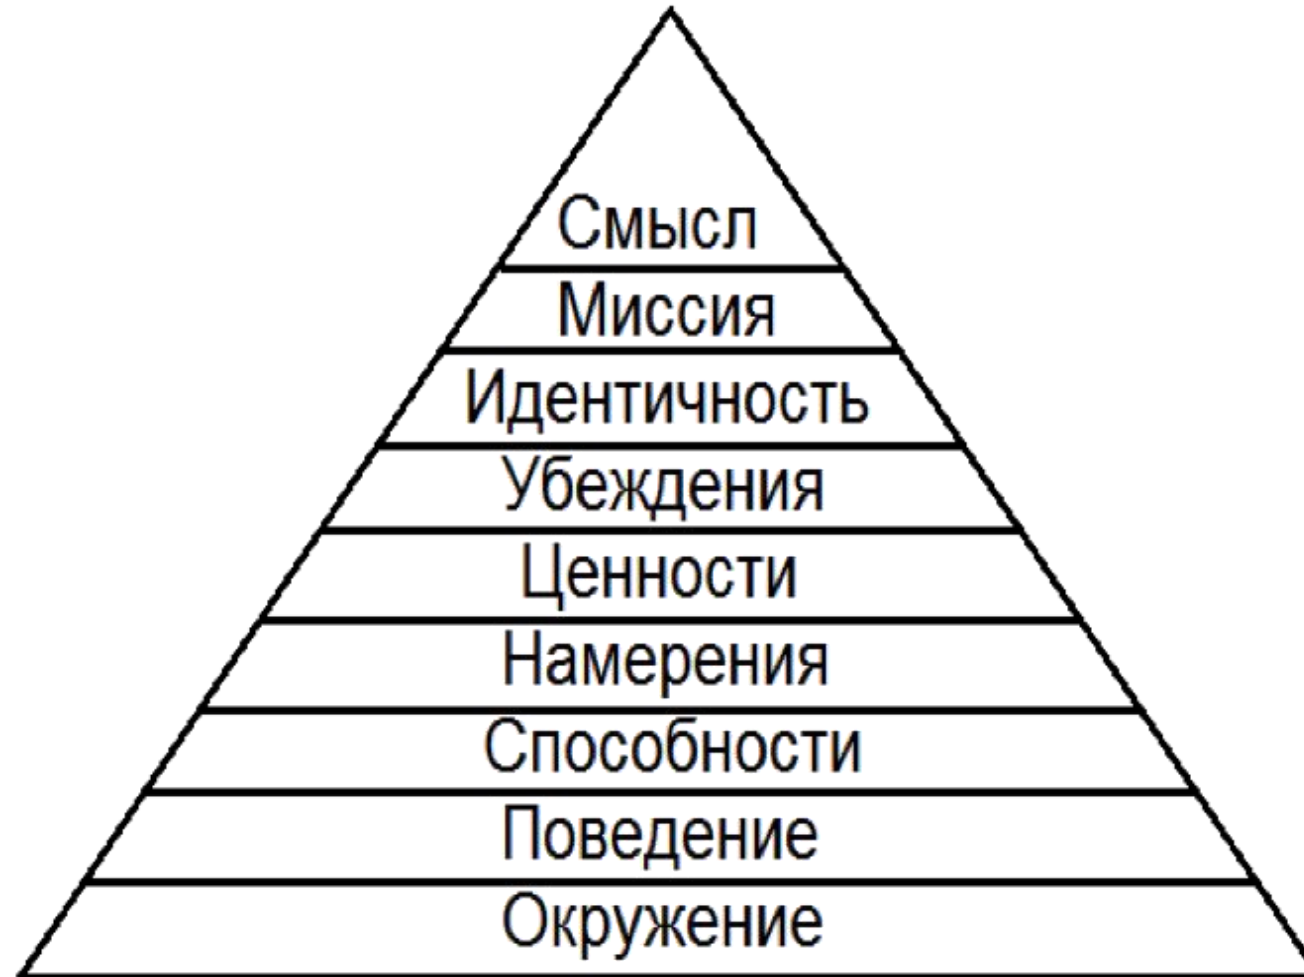 Смысл
Миссия
Идентичность
Убеждения
Ценности
Намерения
Способности
Поведение
Окружение